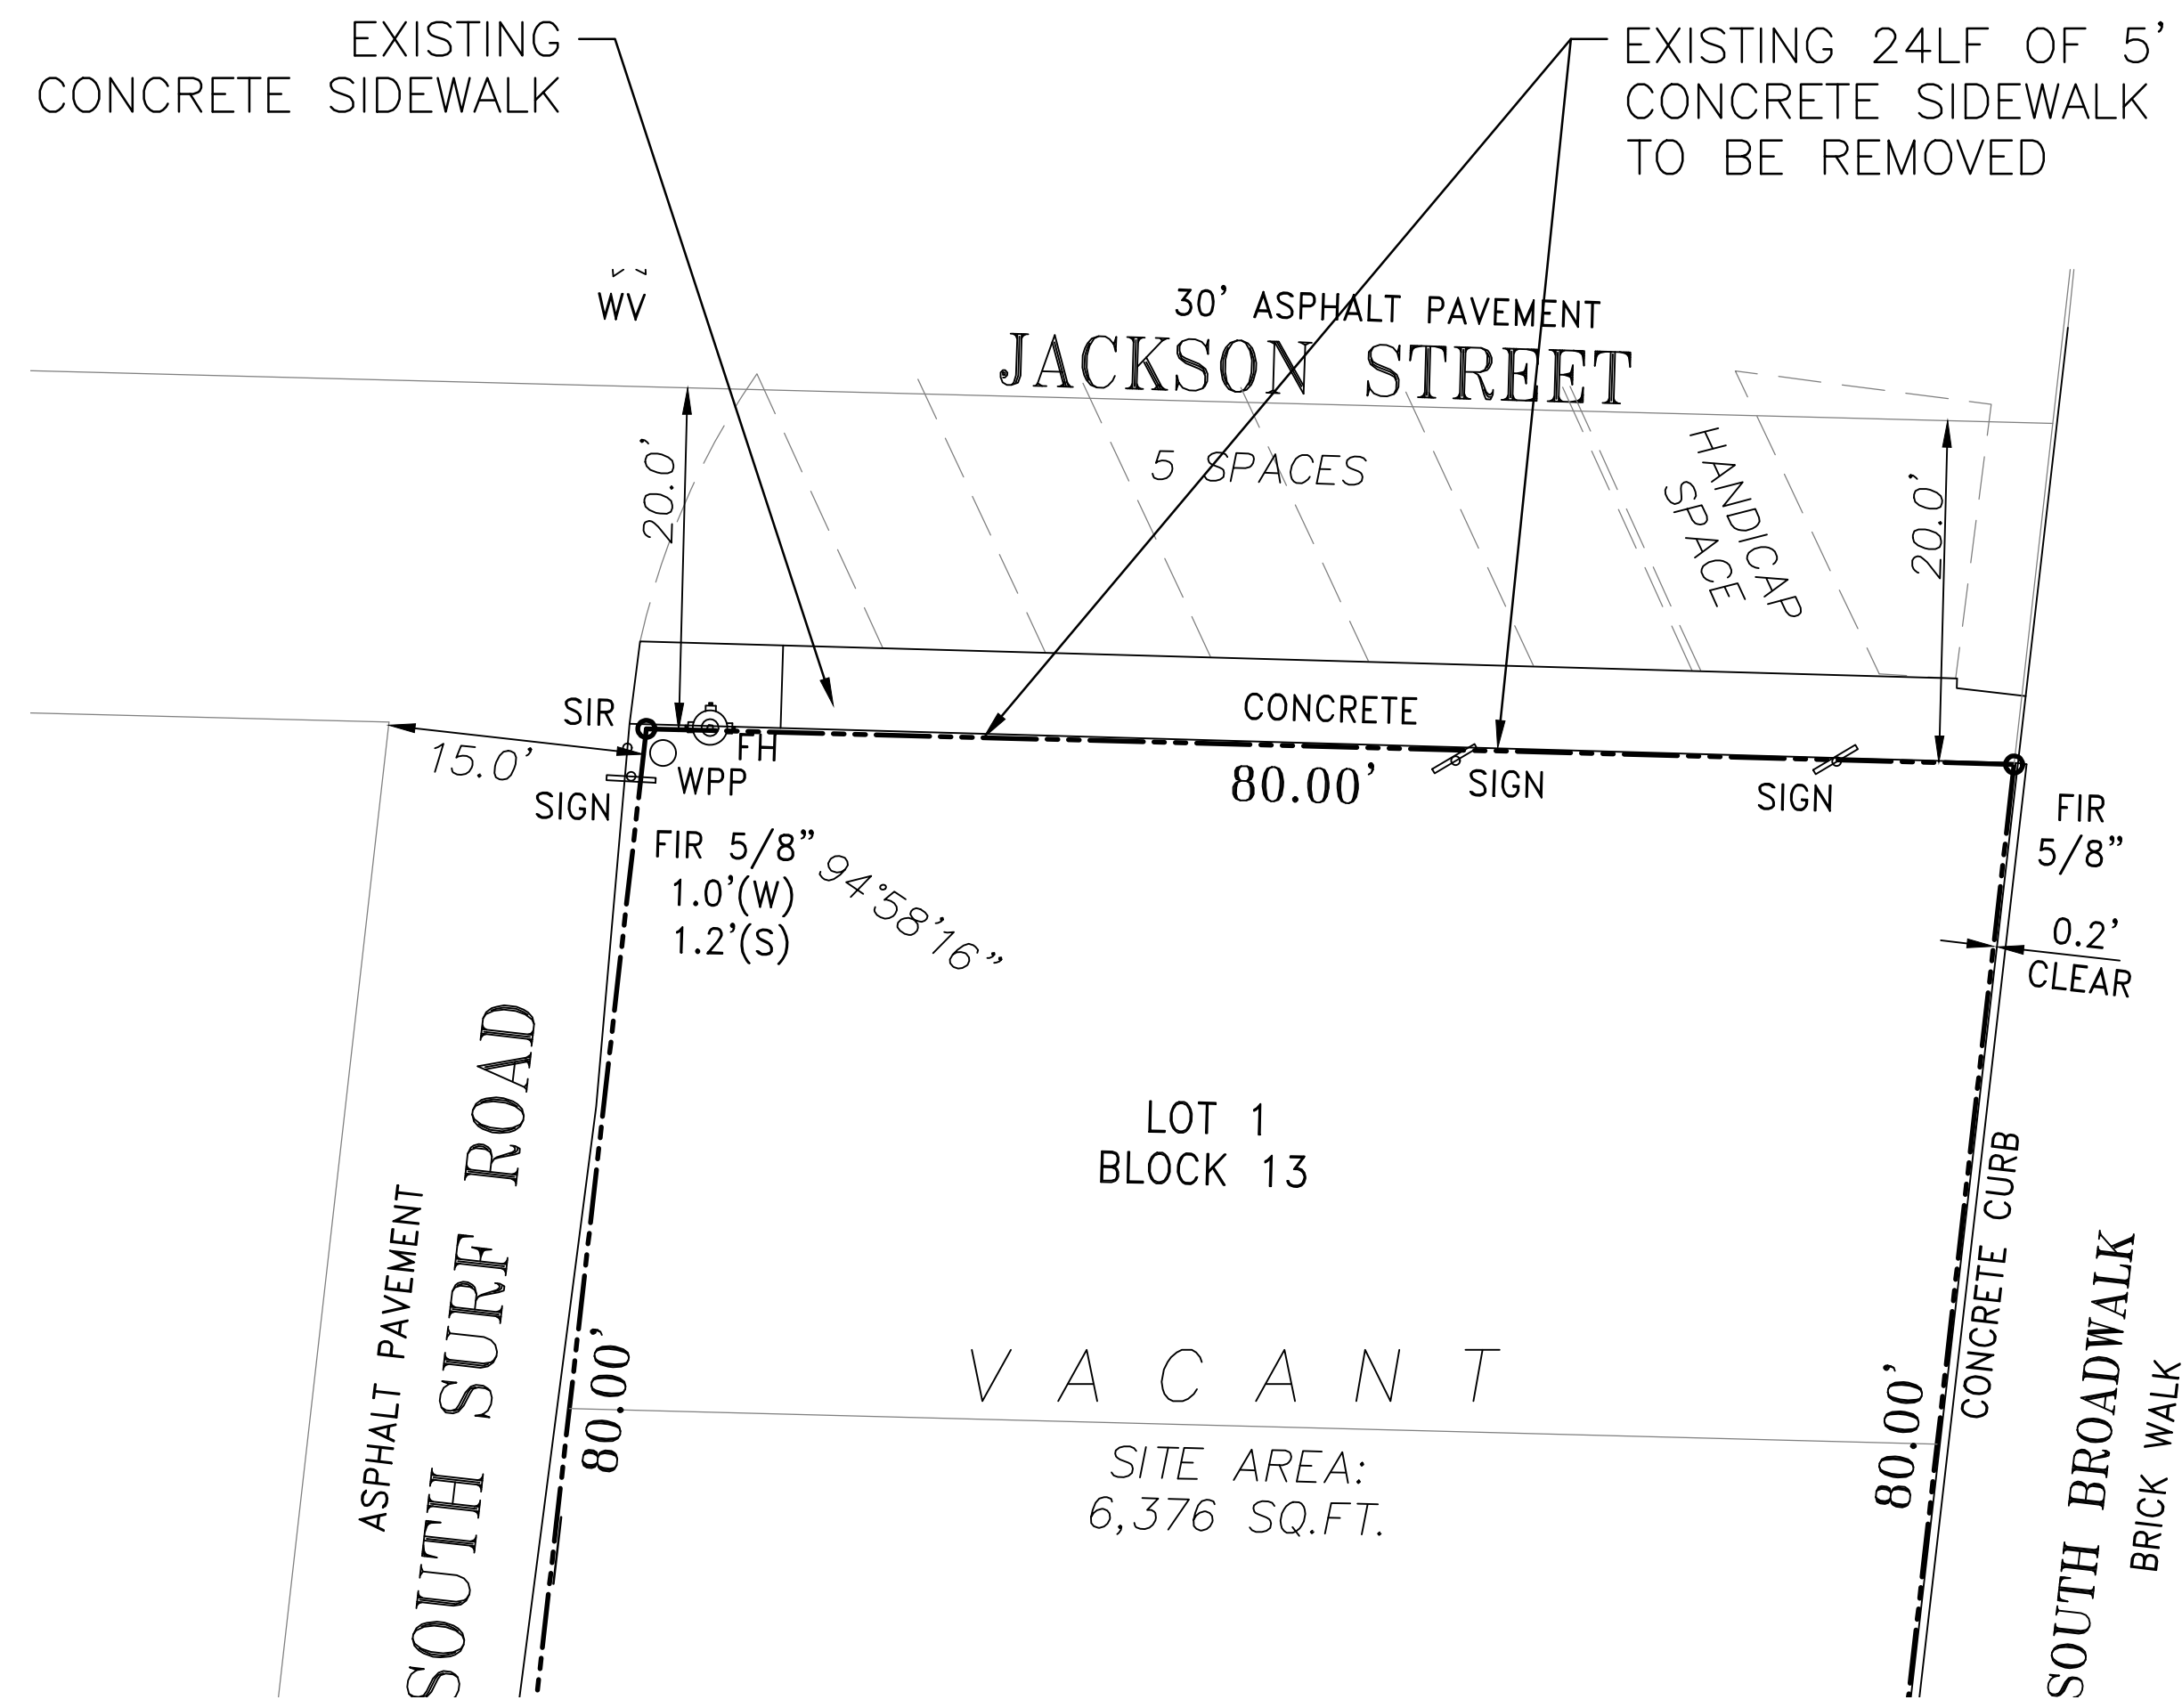 EXISTING
CONCRETE SIDEWALK
EXISTING 24LF OF 5'
CONCRETE SIDEWALK
TO BE REMOVED
WV
30' ASPHALT PAVEMENT
JACKSON STREET
20.0'
5 SPACES
HANDICAP
SPACE
20.0'
SIR
CONCRETE
15.0'
FH
WPP
SIGN
80.00'
SIGN
SIGN
FIR
5/8"
FIR 5/8"
1.0'(W)
1.2'(S)
94°58'16"
0.2'
CLEAR
LOT 1
BLOCK 13
SOUTH SURF ROAD
ASPHALT PAVEMENT
CONCRETE CURB
SOUTH BROADWALK
BRICK WALK
80.00'
VACANT
80.00'
SITE AREA:
6,376 SQ.FT.